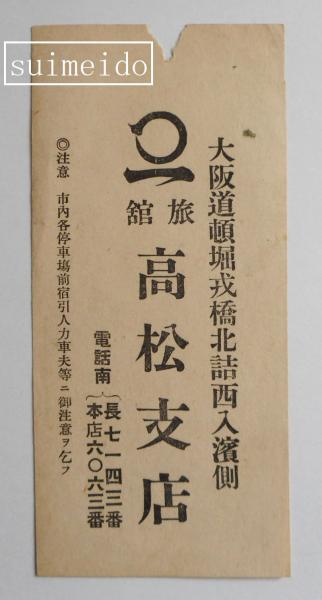 suimeido
大阪道頓堀戎橋北詰西入濱側
旅舘
高松支店
電話南
長七一四三番
本店六〇六三番
◎注意 市内各停車塲前宿引人力車夫等ニ御注意ヲ乞フ